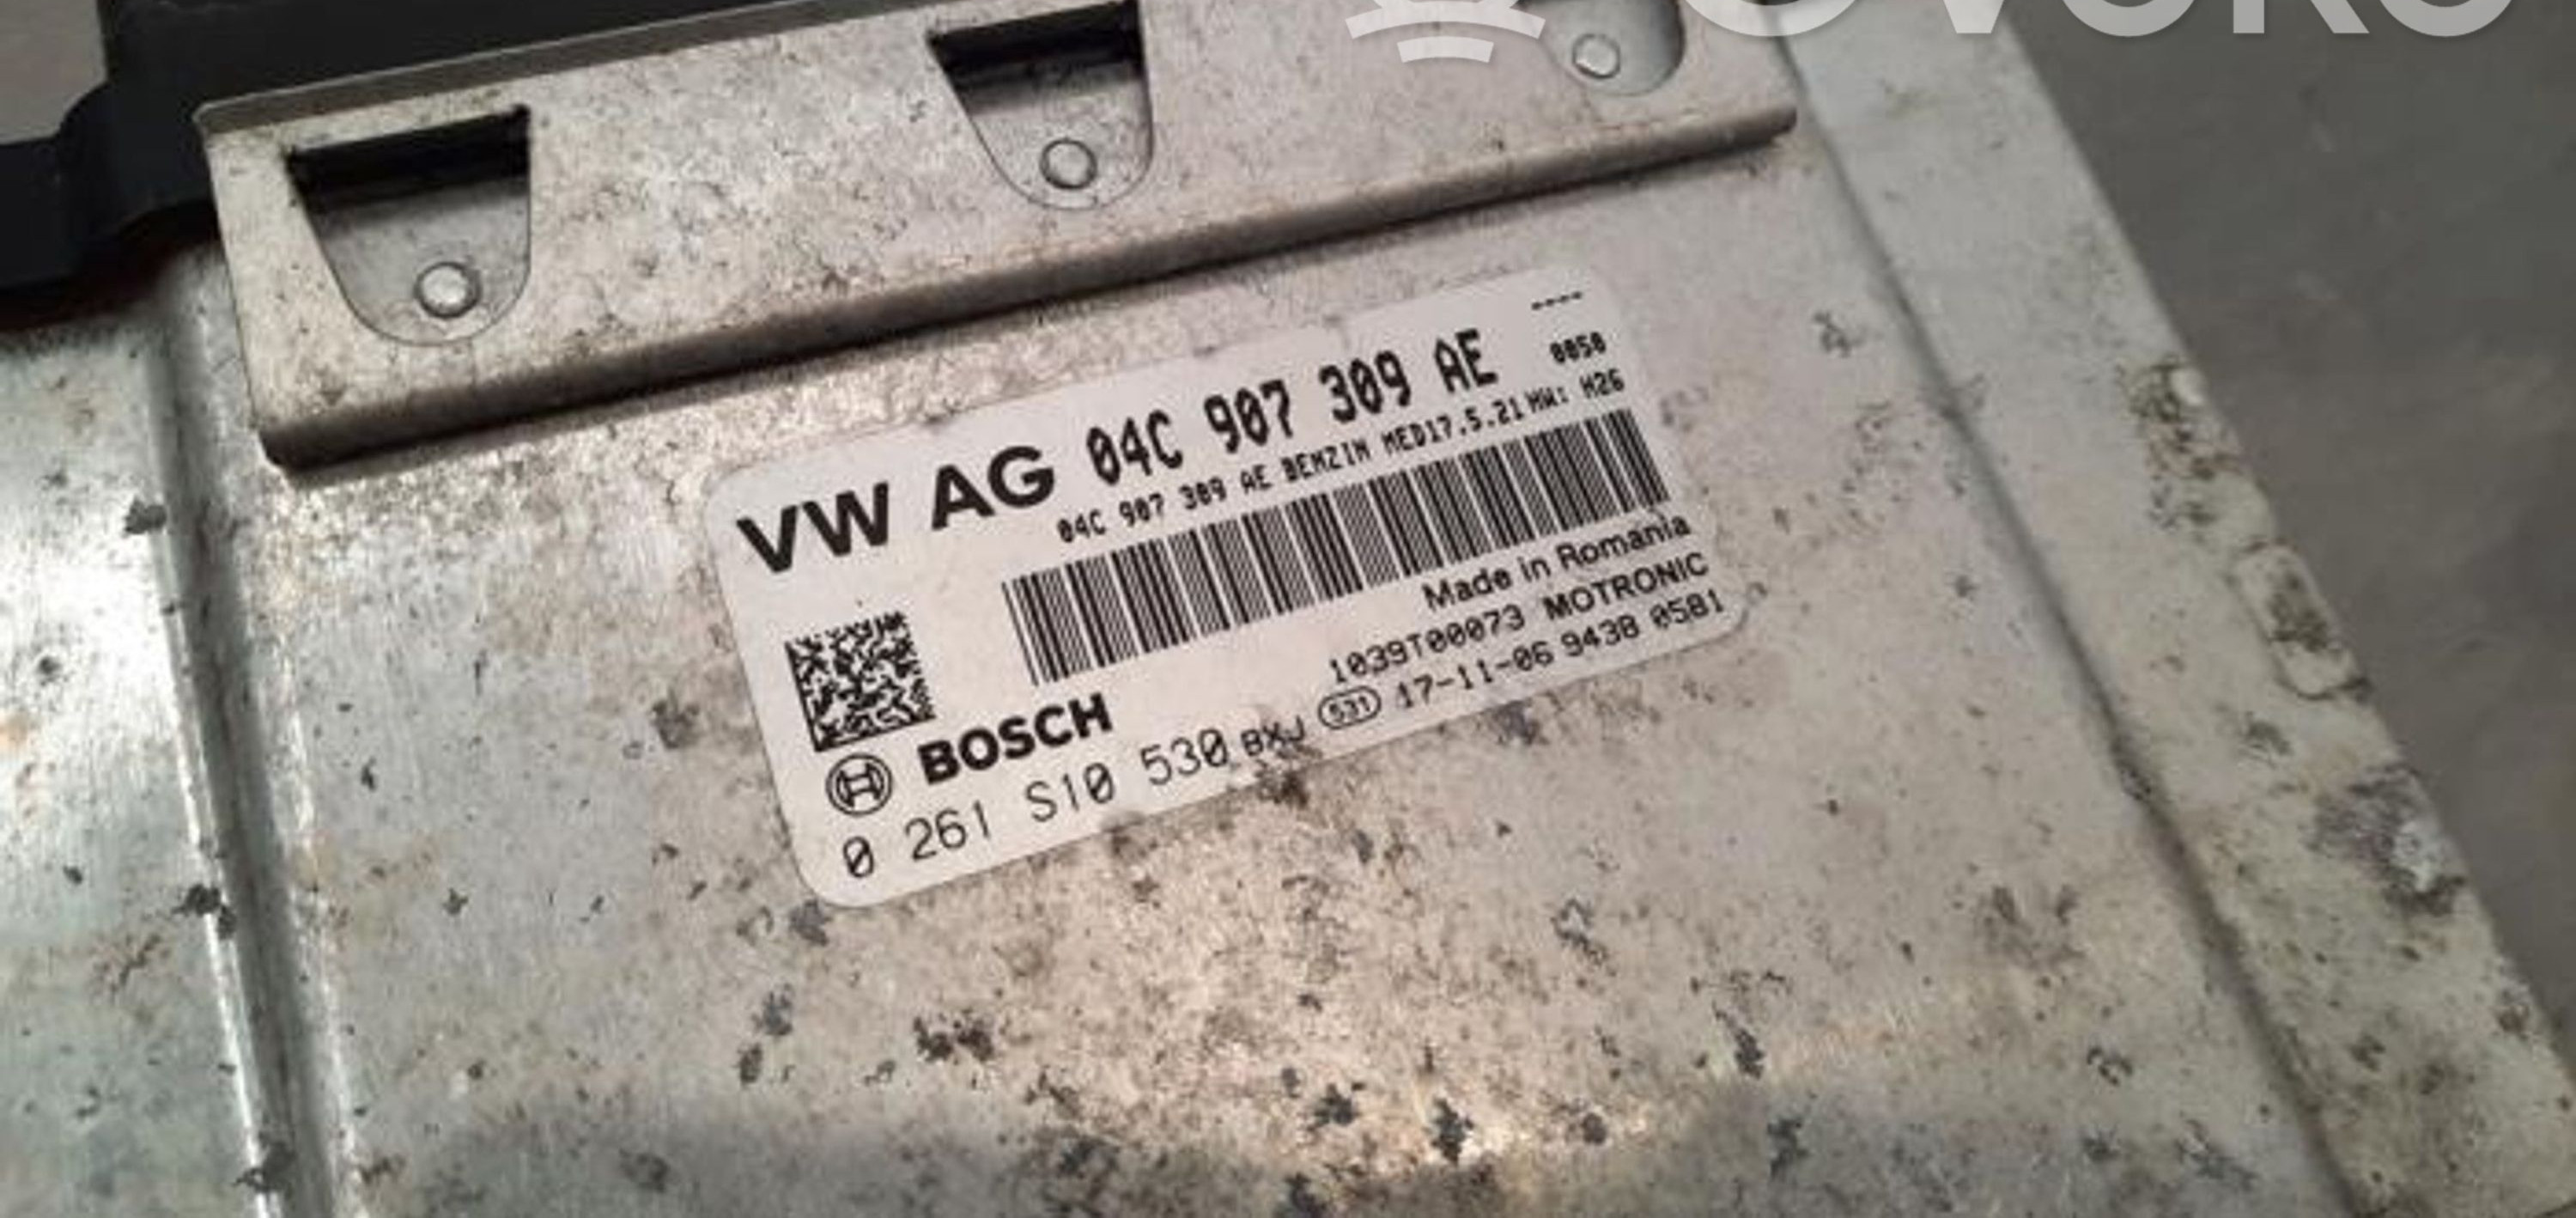 ----
VW AG 04C 907 309 AE 0050
04C 907 309 AE BENZIN MED17.5.21 HW: H26
Made in Romania
1039T00073 MOTRONIC
BOSCH
0 261 S10 530 BXJ 531 17-11-06 9438 0581